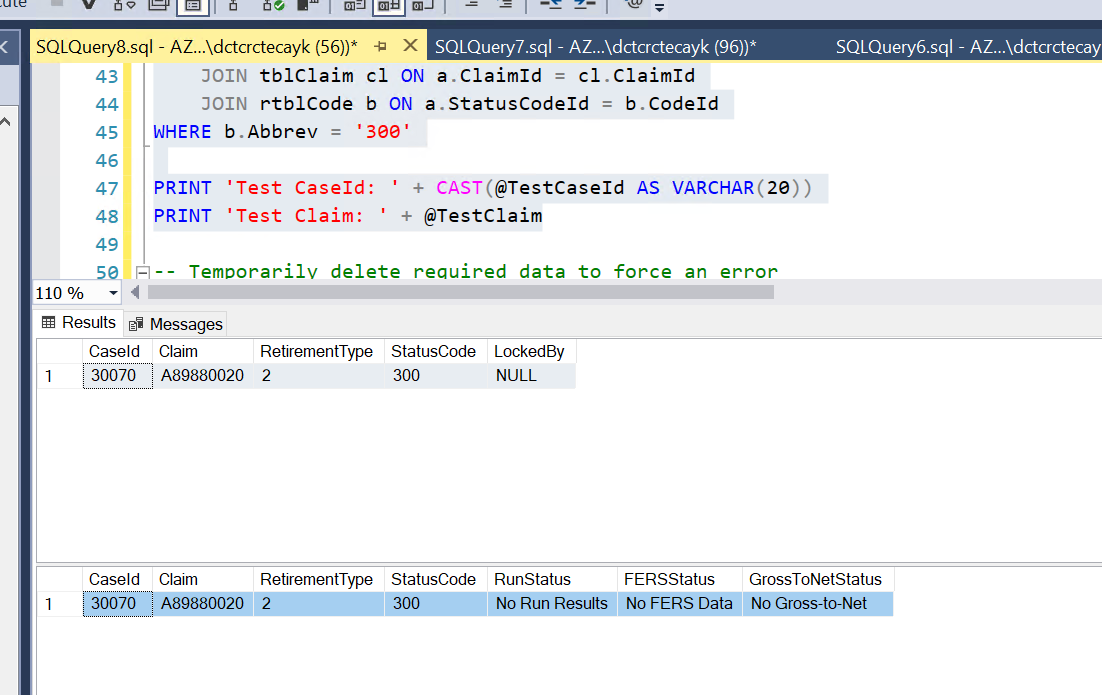 cute
SQLQuery8.sql - AZ...\dctcrctecayk (56))* SQLQuery7.sql - AZ...\dctcrctecayk (96))* SQLQuery6.sql - AZ...\dctcrctecay
43 JOIN tblClaim cl ON a.ClaimId = cl.ClaimId
44 JOIN rtblCode b ON a.StatusCodeId = b.CodeId
45 WHERE b.Abbrev = '300'
46
47 PRINT 'Test CaseId: ' + CAST(@TestCaseId AS VARCHAR(20))
48 PRINT 'Test Claim: ' + @TestClaim
49
50 -- Temporarily delete required data to force an error
110 %
Results Messages
CaseId Claim RetirementType StatusCode LockedBy
1 30070 A89880020 2 300 NULL
CaseId Claim RetirementType StatusCode RunStatus FERSStatus GrossToNetStatus
1 30070 A89880020 2 300 No Run Results No FERS Data No Gross-to-Net